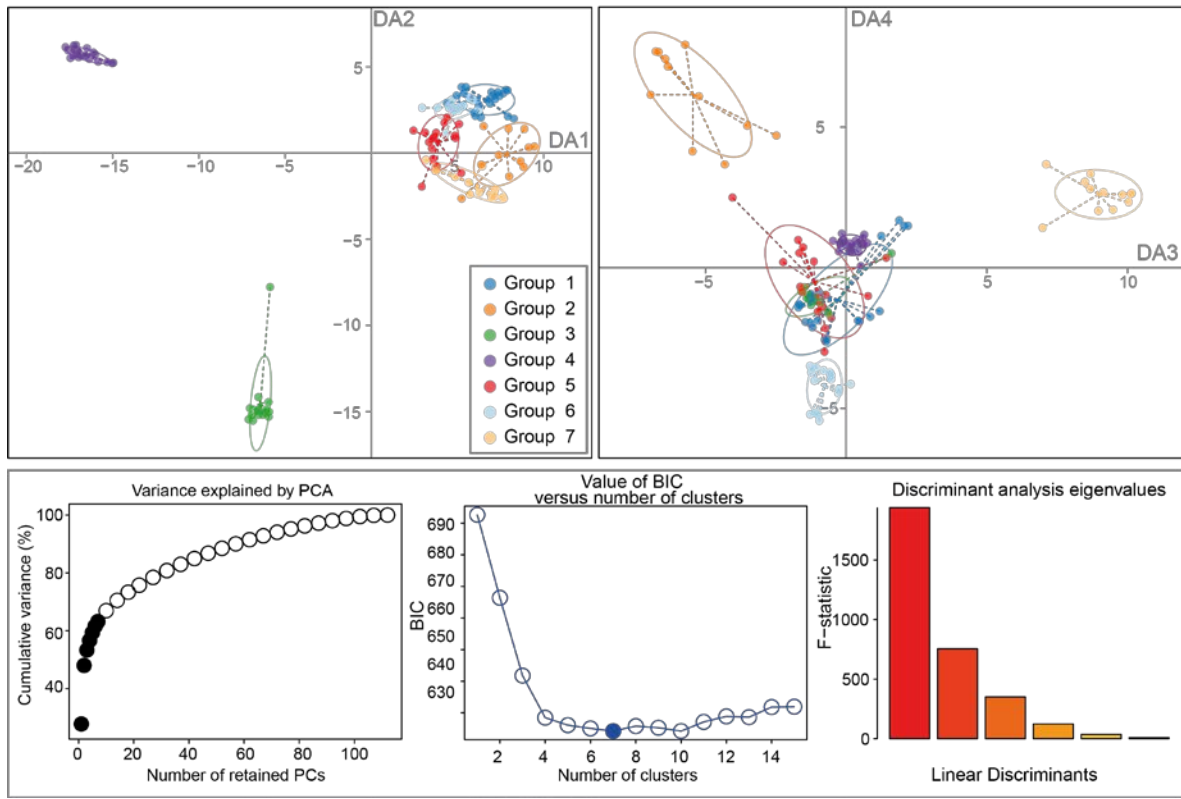 DA2
5
DA1
-20
-15
-10
-5
5
10
-5
-10
-15
Group 1
Group 2
Group 3
Group 4
Group 5
Group 6
Group 7
DA4
5
DA3
-5
5
10
-5
Variance explained by PCA
Cumulative variance (%)
100
80
60
40
0 20 40 60 80 100
Number of retained PCs
Value of BIC
versus number of clusters
BIC
690
680
670
660
650
640
630
2 4 6 8 10 12 14
Number of clusters
Discriminant analysis eigenvalues
F-statistic
1500
1000
500
0
Linear Discriminants